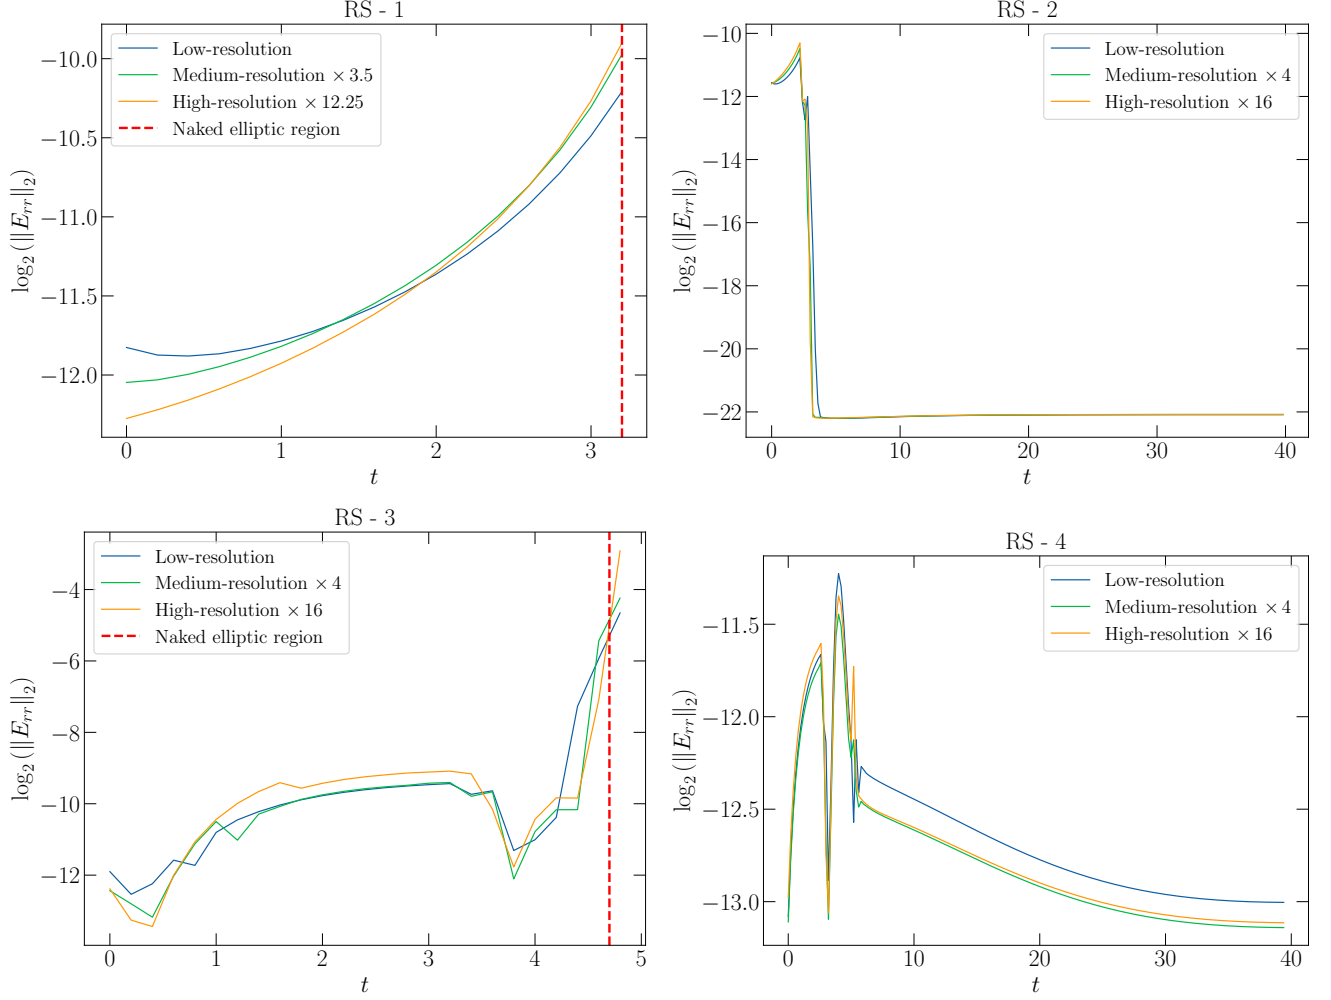 RS - 1
Low-resolution
Medium-resolution × 3.5
High-resolution × 12.25
Naked elliptic region
−10.0
−10.5
−11.0
−11.5
−12.0
log₂(||E_rr||₂)
0 1 2 3
t
RS - 2
Low-resolution
Medium-resolution × 4
High-resolution × 16
−10
−12
−14
−16
−18
−20
−22
log₂(||E_rr||₂)
0 10 20 30 40
t
RS - 3
Low-resolution
Medium-resolution × 4
High-resolution × 16
Naked elliptic region
−4
−6
−8
−10
−12
log₂(||E_rr||₂)
0 1 2 3 4 5
t
RS - 4
Low-resolution
Medium-resolution × 4
High-resolution × 16
−11.5
−12.0
−12.5
−13.0
log₂(||E_rr||₂)
0 10 20 30 40
t